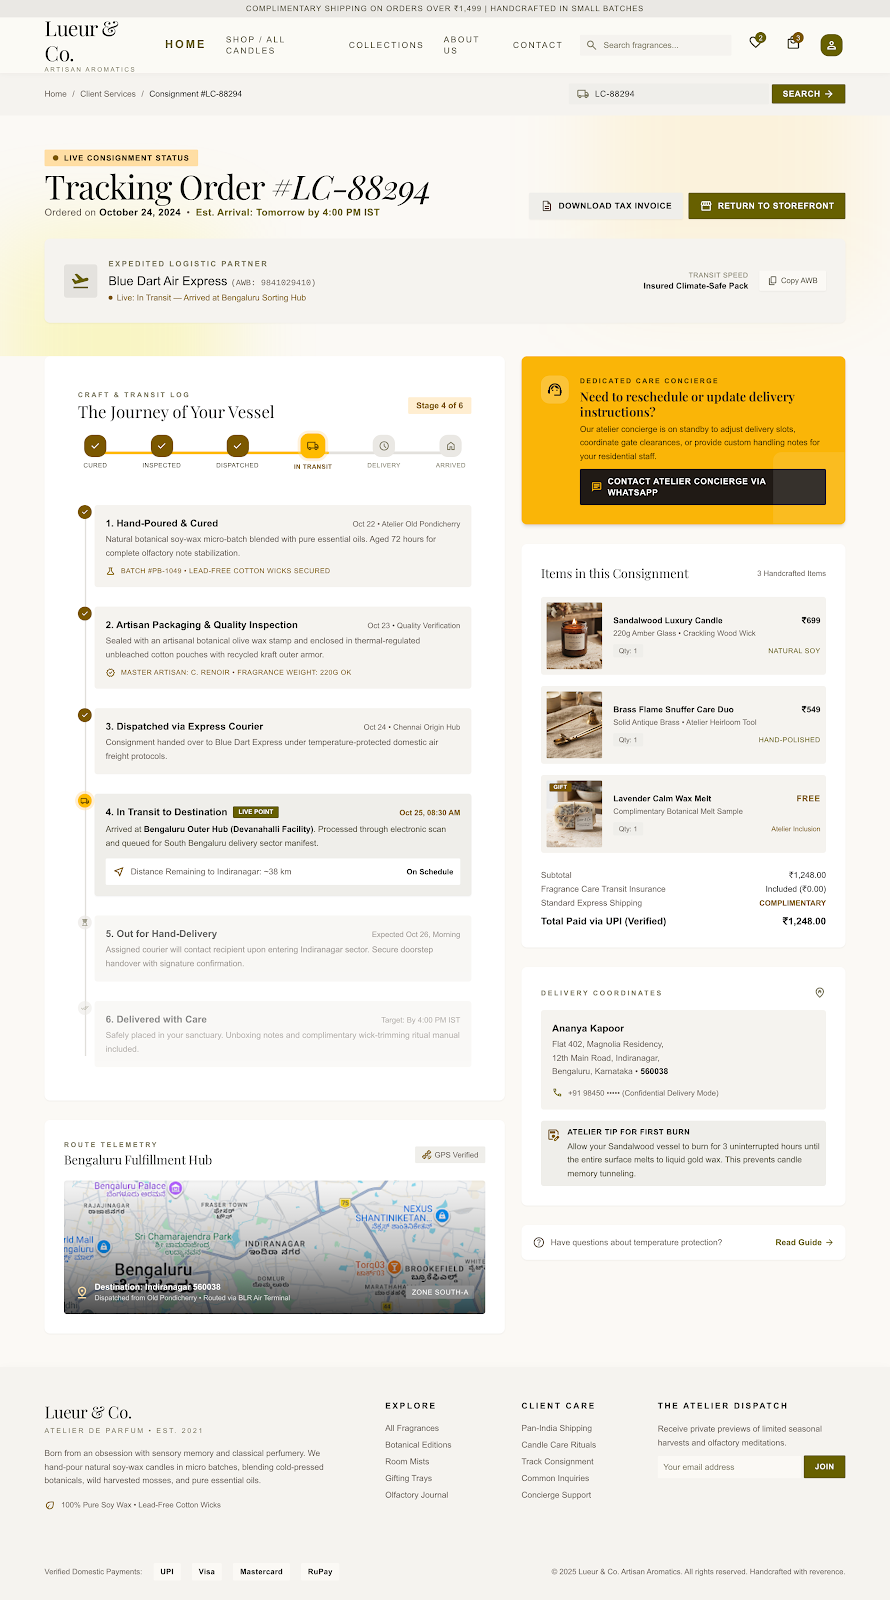 COMPLIMENTARY SHIPPING ON ORDERS OVER ₹1,499 | HANDCRAFTED IN SMALL BATCHES
Lueur &
Co.
ARTISAN AROMATICS
HOME
SHOP / ALL
CANDLES
COLLECTIONS
ABOUT
US
CONTACT
Search fragrances...
2
3
Home / Client Services / Consignment #LC-88294
LC-88294
SEARCH
LIVE CONSIGNMENT STATUS
Tracking Order #LC-88294
Ordered on October 24, 2024 • Est. Arrival: Tomorrow by 4:00 PM IST
DOWNLOAD TAX INVOICE
RETURN TO STOREFRONT
EXPEDITED LOGISTIC PARTNER
Blue Dart Air Express (AWB: 9841029410)
Live: In Transit — Arrived at Bengaluru Sorting Hub
TRANSIT SPEED
Insured Climate-Safe Pack
Copy AWB
CRAFT & TRANSIT LOG
The Journey of Your Vessel
Stage 4 of 6
CURED
INSPECTED
DISPATCHED
IN TRANSIT
DELIVERY
ARRIVED
1. Hand-Poured & Cured
Oct 22 • Atelier Old Pondicherry
Natural botanical soy-wax micro-batch blended with pure essential oils. Aged 72 hours for
complete olfactory note stabilization.
BATCH #PB-1049 • LEAD-FREE COTTON WICKS SECURED
2. Artisan Packaging & Quality Inspection
Oct 23 • Quality Verification
Sealed with an artisanal botanical olive wax stamp and enclosed in thermal-regulated
unbleached cotton pouches with recycled kraft outer armor.
MASTER ARTISAN: C. RENOIR • FRAGRANCE WEIGHT: 220G OK
3. Dispatched via Express Courier
Oct 24 • Chennai Origin Hub
Consignment handed over to Blue Dart Express under temperature-protected domestic air
freight protocols.
4. In Transit to Destination
LIVE POINT
Oct 25, 08:30 AM
Arrived at Bengaluru Outer Hub (Devanahalli Facility). Processed through electronic scan
and queued for South Bengaluru delivery sector manifest.
Distance Remaining to Indiranagar: ~38 km
On Schedule
5. Out for Hand-Delivery
Expected Oct 26, Morning
Assigned courier will contact recipient upon entering Indiranagar sector. Secure doorstep
handover with signature confirmation.
6. Delivered with Care
Target: By 4:00 PM IST
Safely placed in your sanctuary. Unboxing notes and complimentary wick-trimming ritual manual
included.
ROUTE TELEMETRY
Bengaluru Fulfillment Hub
GPS Verified
Bengaluru Palace
ಬೆಂಗಳೂರು ಅರಮನೆ
RAJAJINAGAR
ರಾಜಾಜಿನಗರ
FRASER TOWN
75
NEXUS
SHANTINIKETAN...
Sri Chamarajendra Park
INDIRANAGAR
ಇಂದಿರಾ ನಗರ
Bengaluru
DOMLUR
Torq03
BROOKEFIELD
MARATHAHA
44
Destination: Indiranagar 560038
Dispatched from Old Pondicherry • Routed via BLR Air Terminal
ZONE SOUTH-A
DEDICATED CARE CONCIERGE
Need to reschedule or update delivery
instructions?
Our atelier concierge is on standby to adjust delivery slots,
coordinate gate clearances, or provide custom handling notes for
your residential staff.
CONTACT ATELIER CONCIERGE VIA
WHATSAPP
Items in this Consignment
3 Handcrafted Items
Sandalwood Luxury Candle
₹699
220g Amber Glass • Crackling Wood Wick
Qty: 1
NATURAL SOY
Brass Flame Snuffer Care Duo
₹549
Solid Antique Brass • Atelier Heirloom Tool
Qty: 1
HAND-POLISHED
GIFT
Lavender Calm Wax Melt
FREE
Complimentary Botanical Melt Sample
Qty: 1
Atelier Inclusion
Subtotal
₹1,248.00
Fragrance Care Transit Insurance
Included (₹0.00)
Standard Express Shipping
COMPLIMENTARY
Total Paid via UPI (Verified)
₹1,248.00
DELIVERY COORDINATES
Ananya Kapoor
Flat 402, Magnolia Residency,
12th Main Road, Indiranagar,
Bengaluru, Karnataka • 560038
+91 98450 ••••• (Confidential Delivery Mode)
ATELIER TIP FOR FIRST BURN
Allow your Sandalwood vessel to burn for 3 uninterrupted hours until
the entire surface melts to liquid gold wax. This prevents candle
memory tunneling.
Have questions about temperature protection?
Read Guide
Lueur & Co.
ATELIER DE PARFUM • EST. 2021
Born from an obsession with sensory memory and classical perfumery. We
hand-pour natural soy-wax candles in micro batches, blending cold-pressed
botanicals, wild harvested mosses, and pure essential oils.
100% Pure Soy Wax • Lead-Free Cotton Wicks
EXPLORE
All Fragrances
Botanical Editions
Room Mists
Gifting Trays
Olfactory Journal
CLIENT CARE
Pan-India Shipping
Candle Care Rituals
Track Consignment
Common Inquiries
Concierge Support
THE ATELIER DISPATCH
Receive private previews of limited seasonal
harvests and olfactory meditations.
Your email address
JOIN
Verified Domestic Payments:
UPI
Visa
Mastercard
RuPay
© 2025 Lueur & Co. Artisan Aromatics. All rights reserved. Handcrafted with reverence.